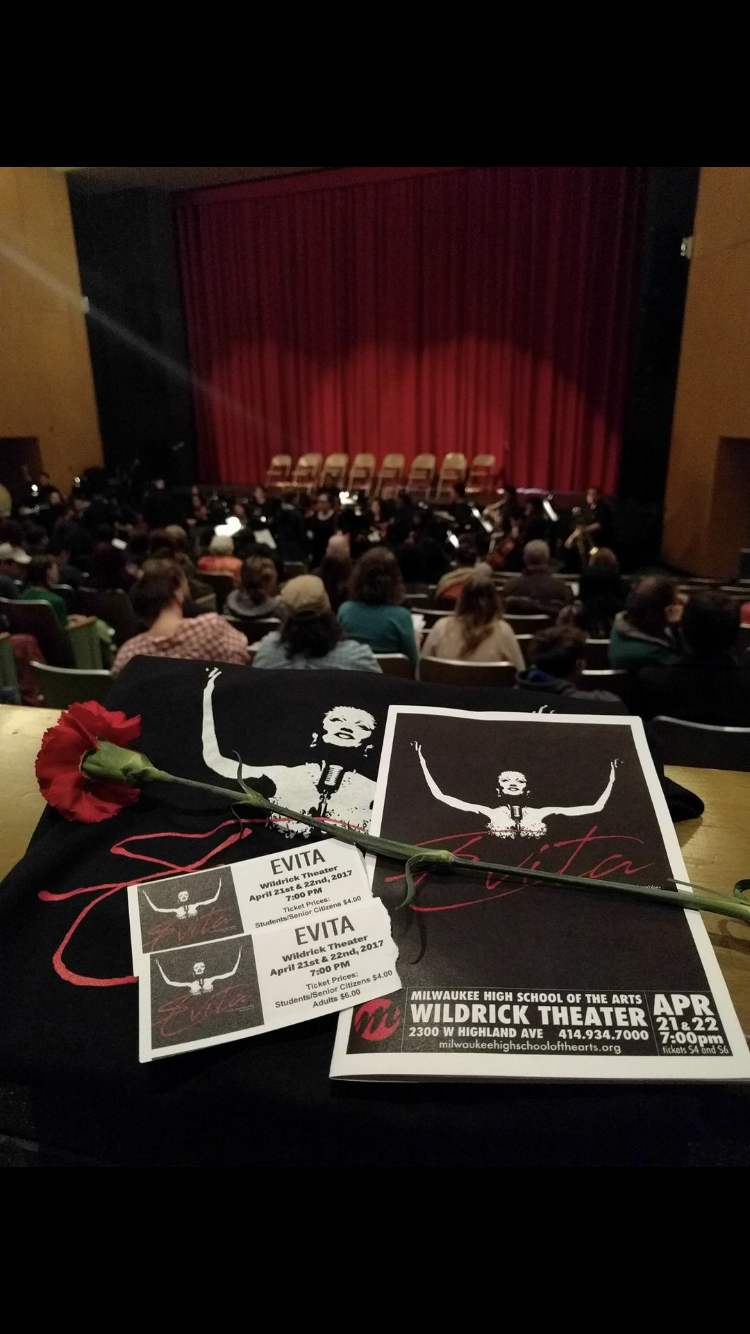 EVITA
Wildrick Theater
April 21st & 22nd, 2017
7:00 PM
Ticket Prices:
Students/Senior Citizens $4.00
Evita
EVITA
Wildrick Theater
April 21st & 22nd, 2017
7:00 PM
Ticket Prices:
Students/Senior Citizens $4.00
Adults $6.00
Evita
Evita
m
MILWAUKEE HIGH SCHOOL OF THE ARTS
WILDRICK THEATER
2300 W HIGHLAND AVE 414.934.7000
milwaukeehighschoolofthearts.org
APR
21 & 22
7:00pm
tickets $4 and $6